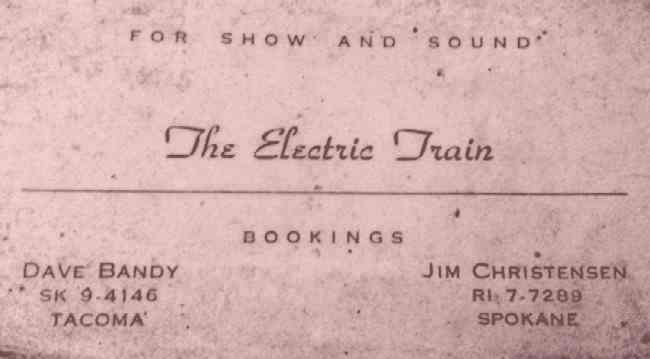 FOR SHOW AND SOUND
The Electric Train
BOOKINGS
DAVE BANDY
SK 9-4146
TACOMA
JIM CHRISTENSEN
RI 7-7289
SPOKANE